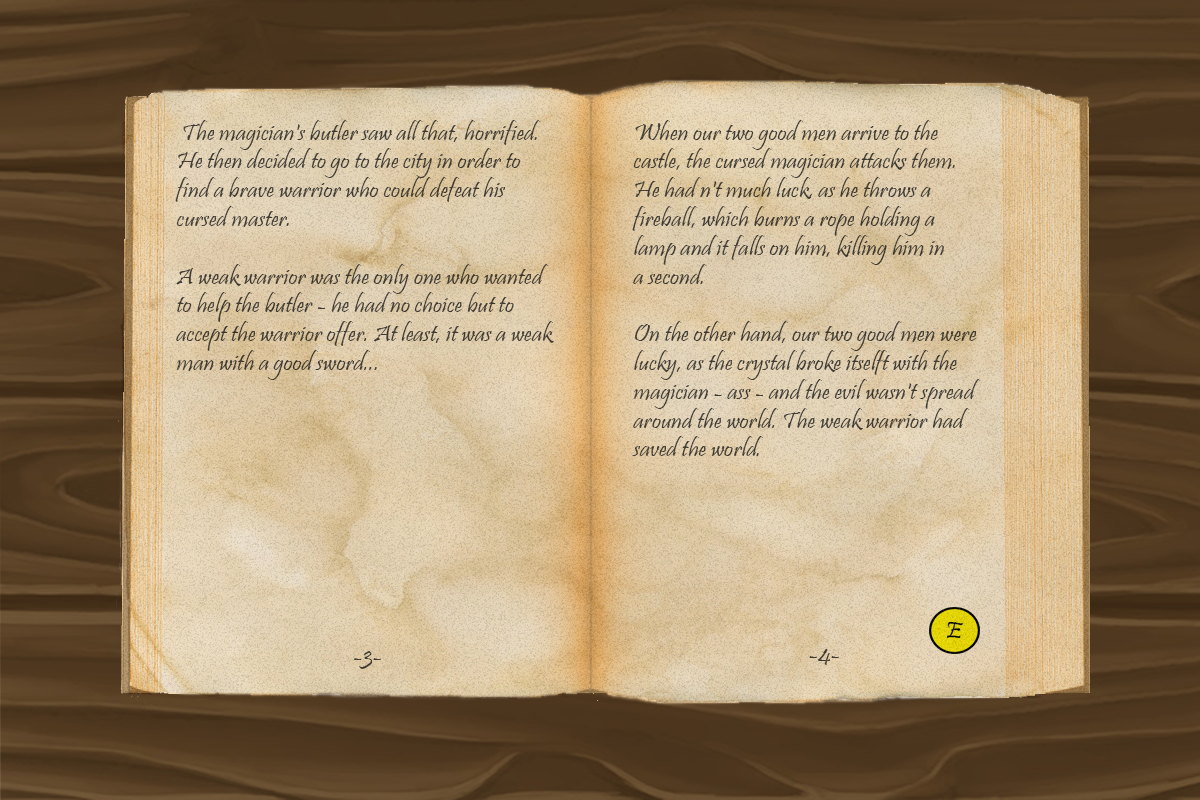 The magician's butler saw all that, horrified.
He then decided to go to the city in order to
find a brave warrior who could defeat his
cursed master.
A weak warrior was the only one who wanted
to help the butler - he had no choice but to
accept the warrior offer. At least, it was a weak
man with a good sword...
-3-
When our two good men arrive to the
castle, the cursed magician attacks them.
He had n't much luck, as he throws a
fireball, which burns a rope holding a
lamp and it falls on him, killing him in
a second.
On the other hand, our two good men were
lucky, as the crystal broke itselft with the
magician - ass - and the evil wasn't spread
around the world. The weak warrior had
saved the world.
E
-4-